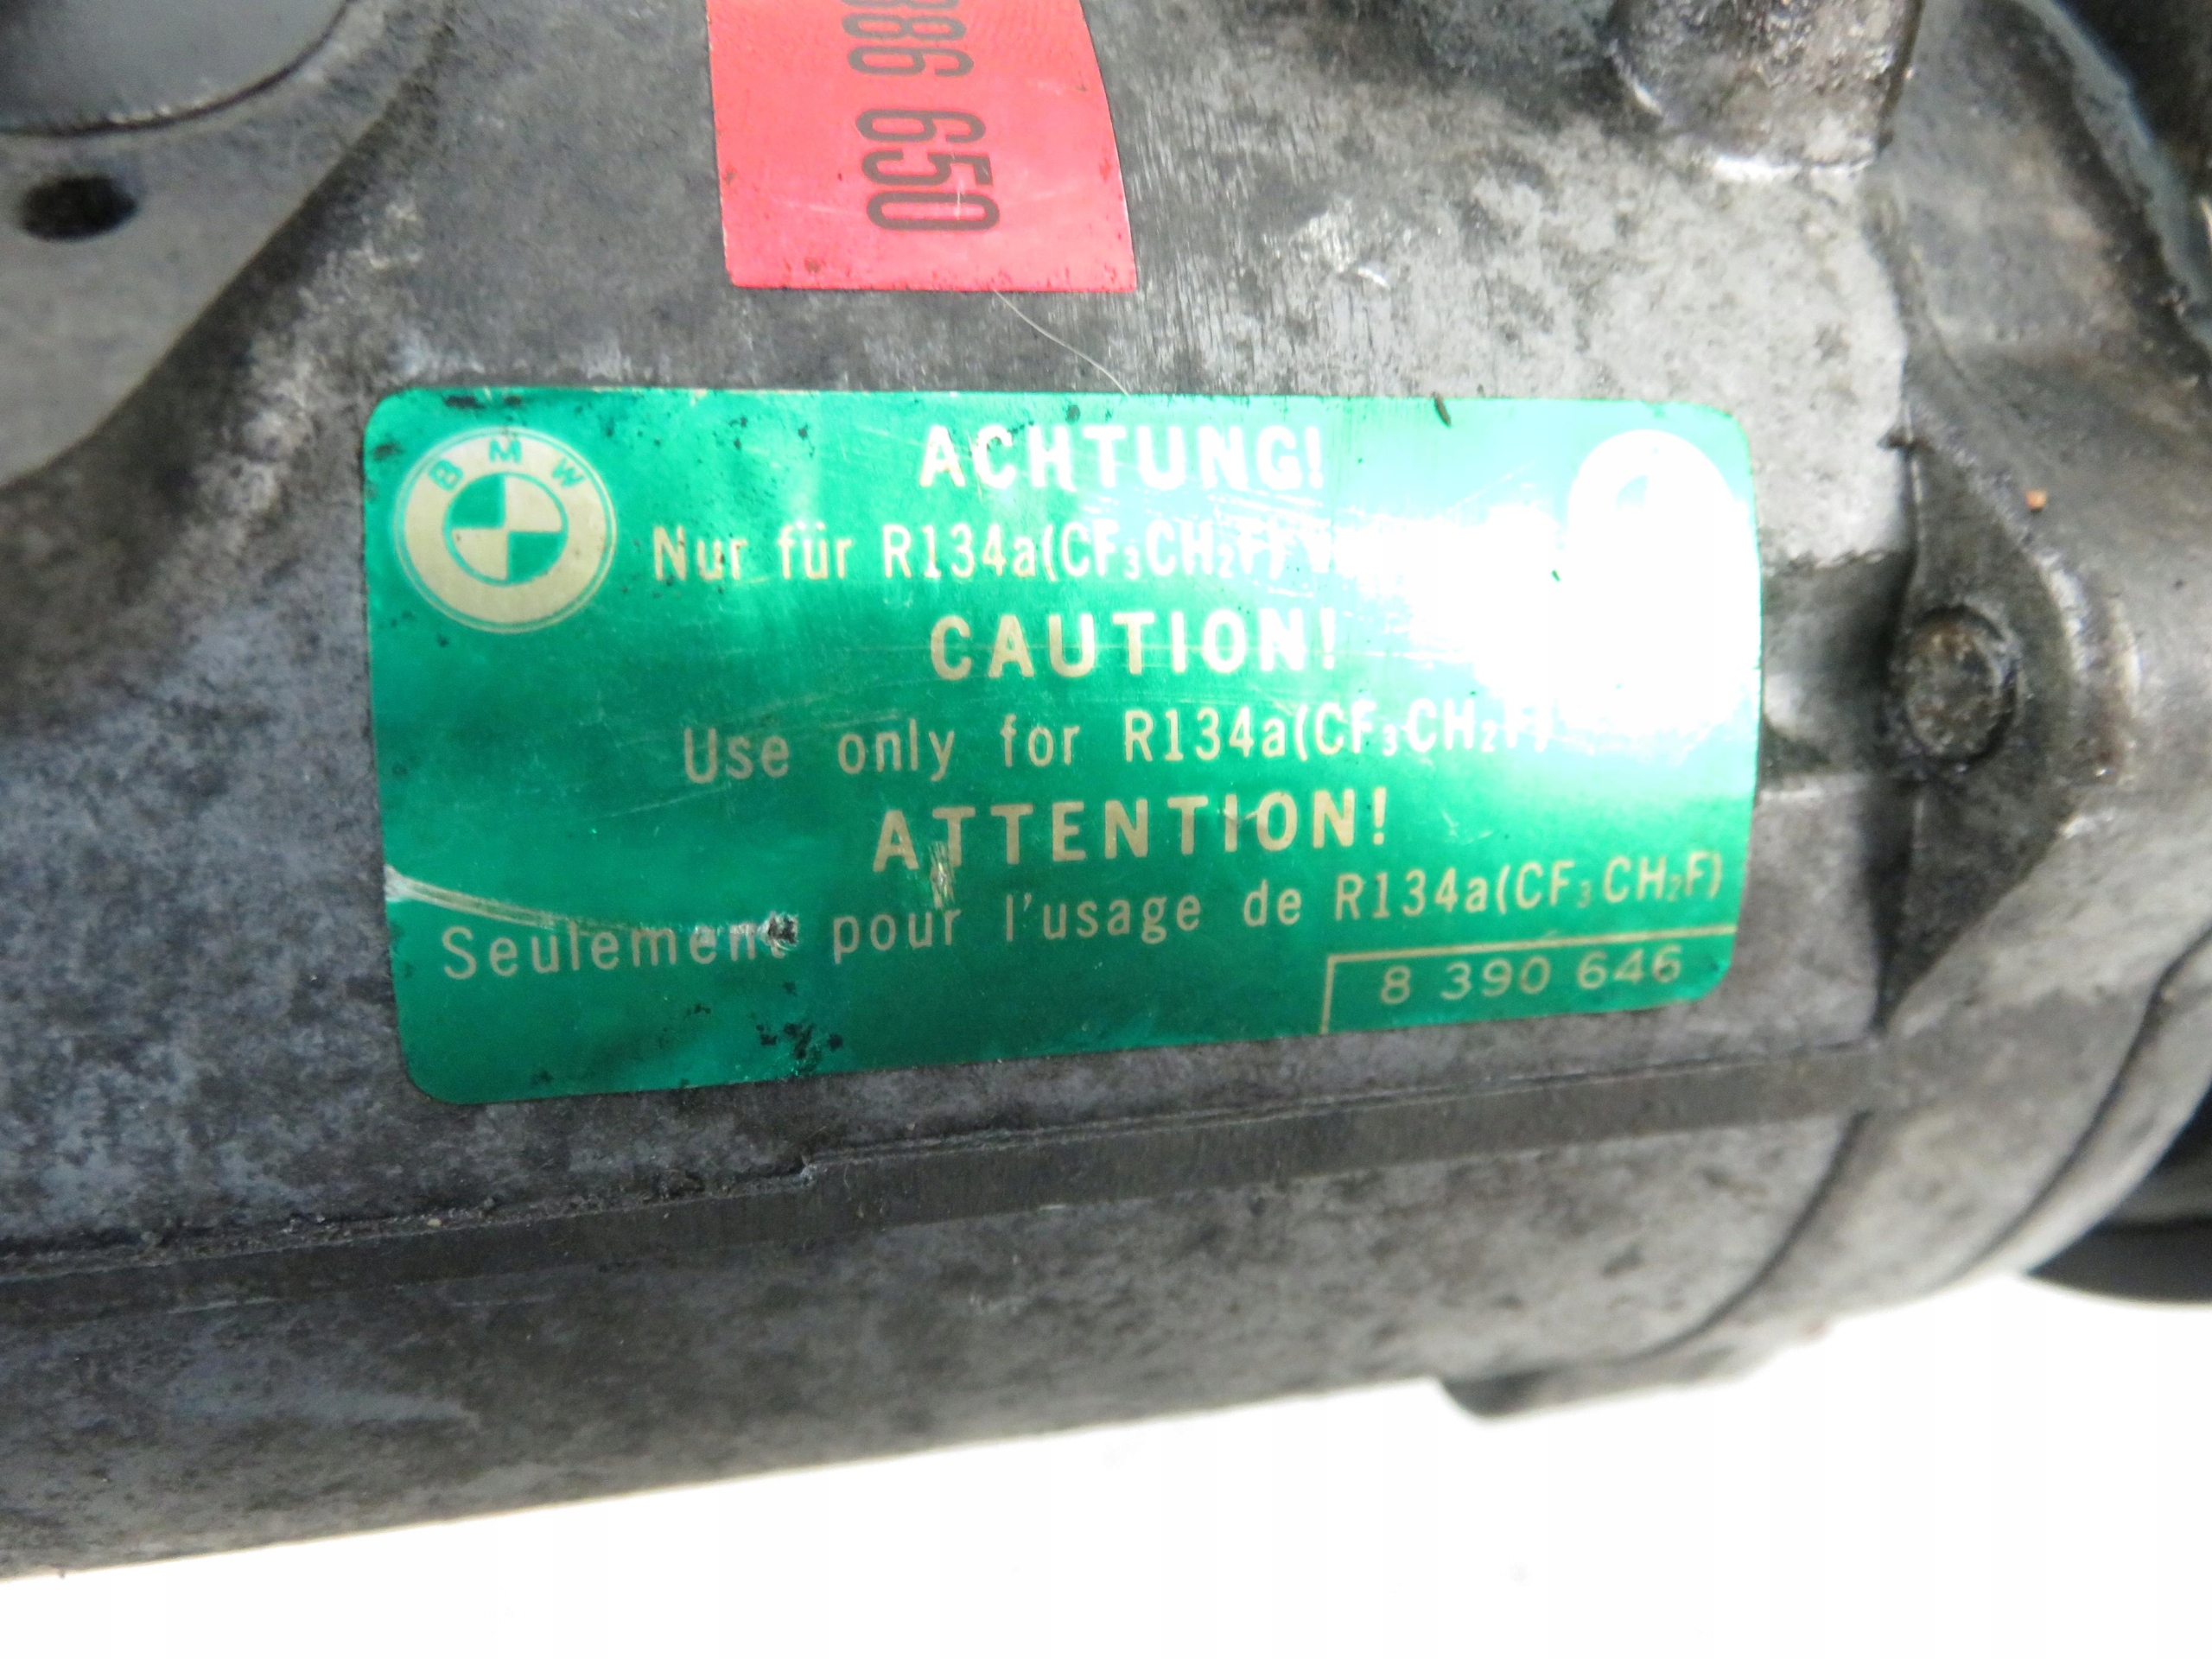 386 650
BMW
ACHTUNG!
Nur für R134a(CF₃CH₂F)
CAUTION!
Use only for R134a(CF₃CH₂F)
ATTENTION!
Seulement pour l'usage de R134a(CF₃CH₂F)
8 390 646